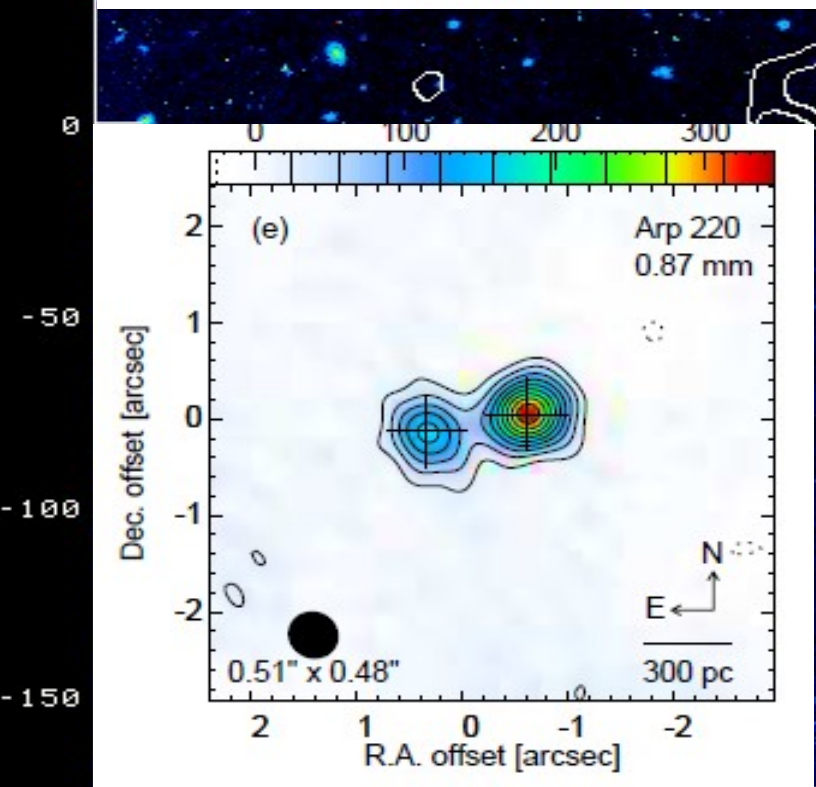 0
-50
-100
-150
0 100 200 300
(e)
Arp 220
0.87 mm
2
1
0
-1
-2
Dec. offset [arcsec]
N
E
300 pc
0.51" x 0.48"
2 1 0 -1 -2
R.A. offset [arcsec]